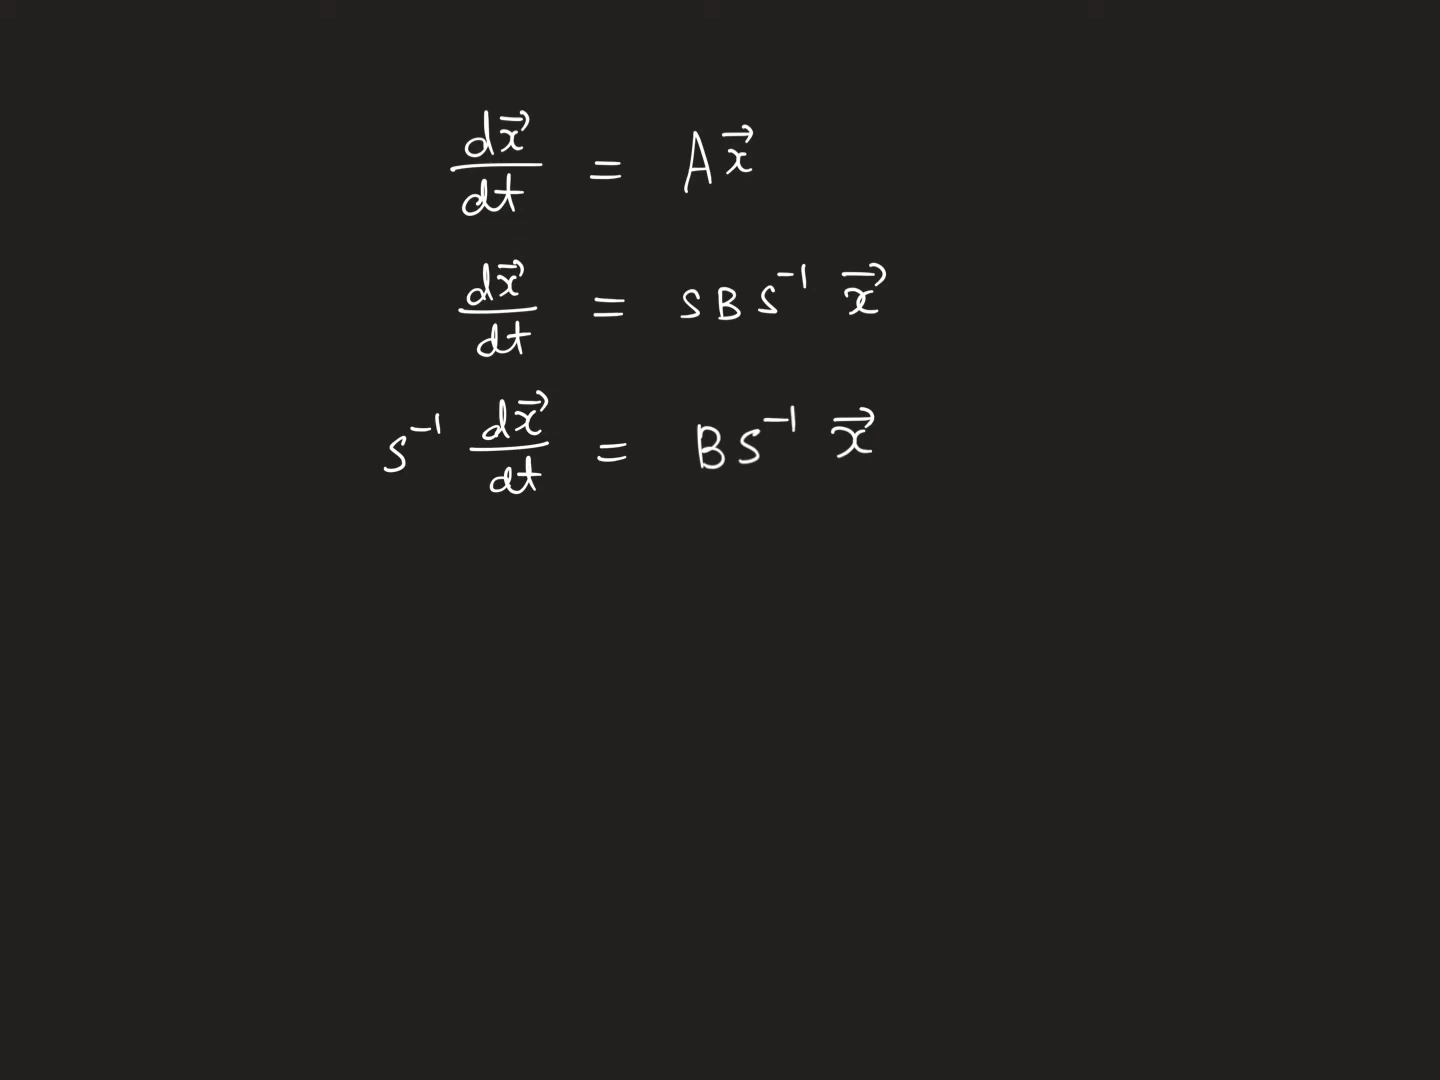 dx⃗/dt = Ax⃗
dx⃗/dt = SBS⁻¹ x⃗
S⁻¹ dx⃗/dt = BS⁻¹ x⃗